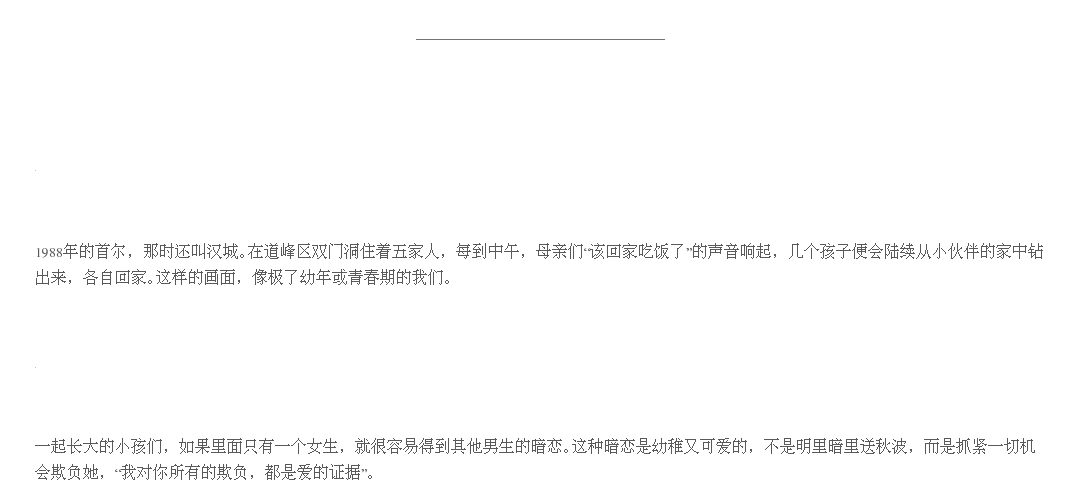 1988年的首尔，那时还叫汉城。在道峰区双门洞住着五家人，每到中午，母亲们“该回家吃饭了”的声音响起，几个孩子便会陆续从小伙伴的家中钻
出来，各自回家。这样的画面，像极了幼年或青春期的我们。
一起长大的小孩们，如果里面只有一个女生，就很容易得到其他男生的暗恋。这种暗恋是幼稚又可爱的，不是明里暗里送秋波，而是抓紧一切机
会欺负她，“我对你所有的欺负，都是爱的证据”。